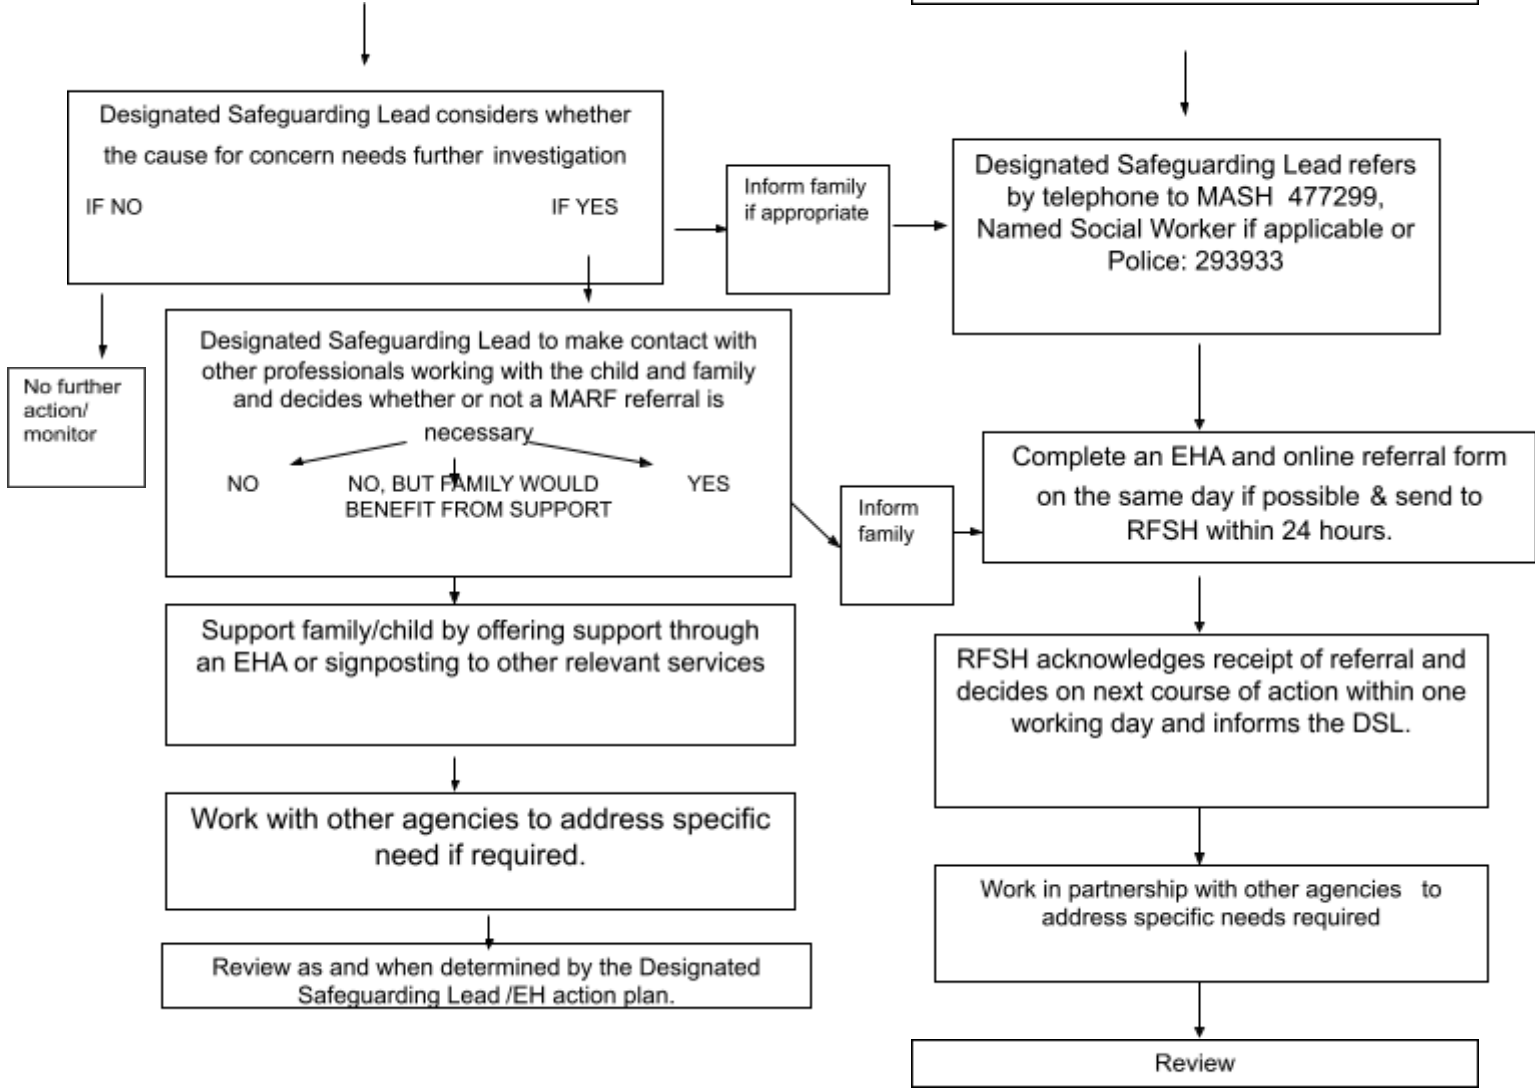 Designated Safeguarding Lead considers whether
the cause for concern needs further investigation
IF NO
IF YES
Inform family
if appropriate
Designated Safeguarding Lead refers
by telephone to MASH 477299,
Named Social Worker if applicable or
Police: 293933
No further
action/
monitor
Designated Safeguarding Lead to make contact with
other professionals working with the child and family
and decides whether or not a MARF referral is
necessary
NO
NO, BUT FAMILY WOULD
BENEFIT FROM SUPPORT
YES
Inform
family
Complete an EHA and online referral form
on the same day if possible & send to
RFSH within 24 hours.
Support family/child by offering support through
an EHA or signposting to other relevant services
RFSH acknowledges receipt of referral and
decides on next course of action within one
working day and informs the DSL.
Work with other agencies to address specific
need if required.
Work in partnership with other agencies to
address specific needs required
Review as and when determined by the Designated
Safeguarding Lead /EH action plan.
Review